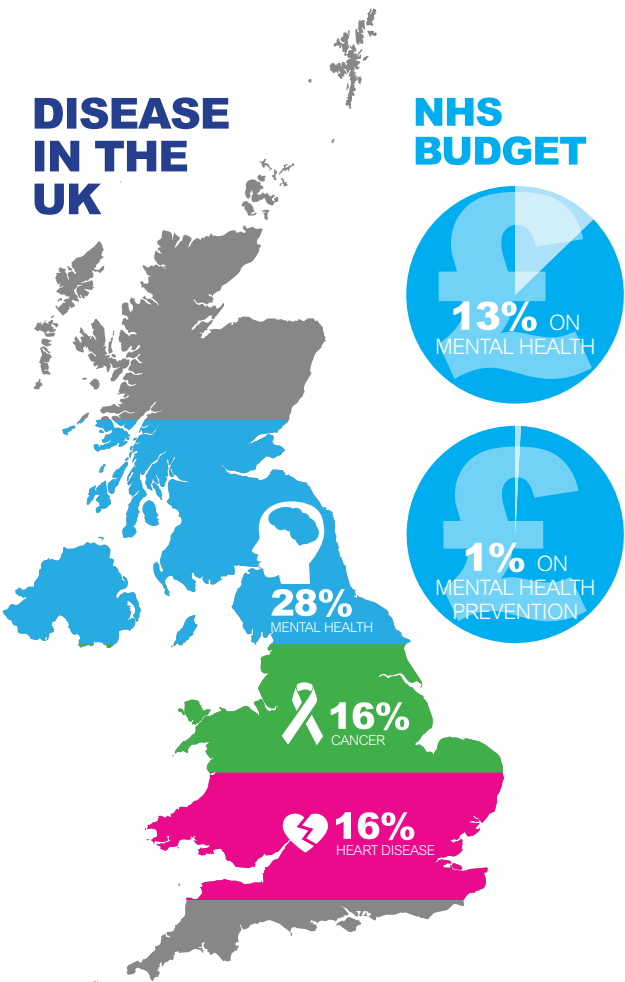 DISEASE
IN THE
UK
NHS
BUDGET
£
13% ON
MENTAL HEALTH
£
1% ON
MENTAL HEALTH
PREVENTION
28%
MENTAL HEALTH
16%
CANCER
16%
HEART DISEASE